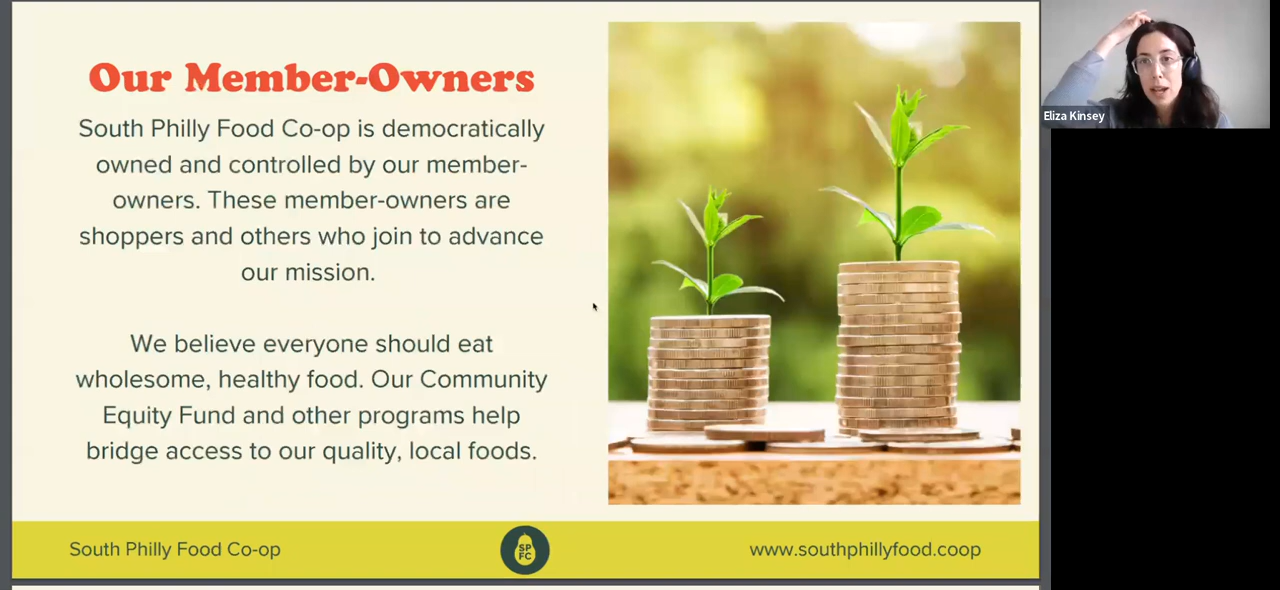 Our Member-Owners
South Philly Food Co-op is democratically
owned and controlled by our member-
owners. These member-owners are
shoppers and others who join to advance
our mission.
We believe everyone should eat
wholesome, healthy food. Our Community
Equity Fund and other programs help
bridge access to our quality, local foods.
South Philly Food Co-op
SP
FC
www.southphillyfood.coop
Eliza Kinsey